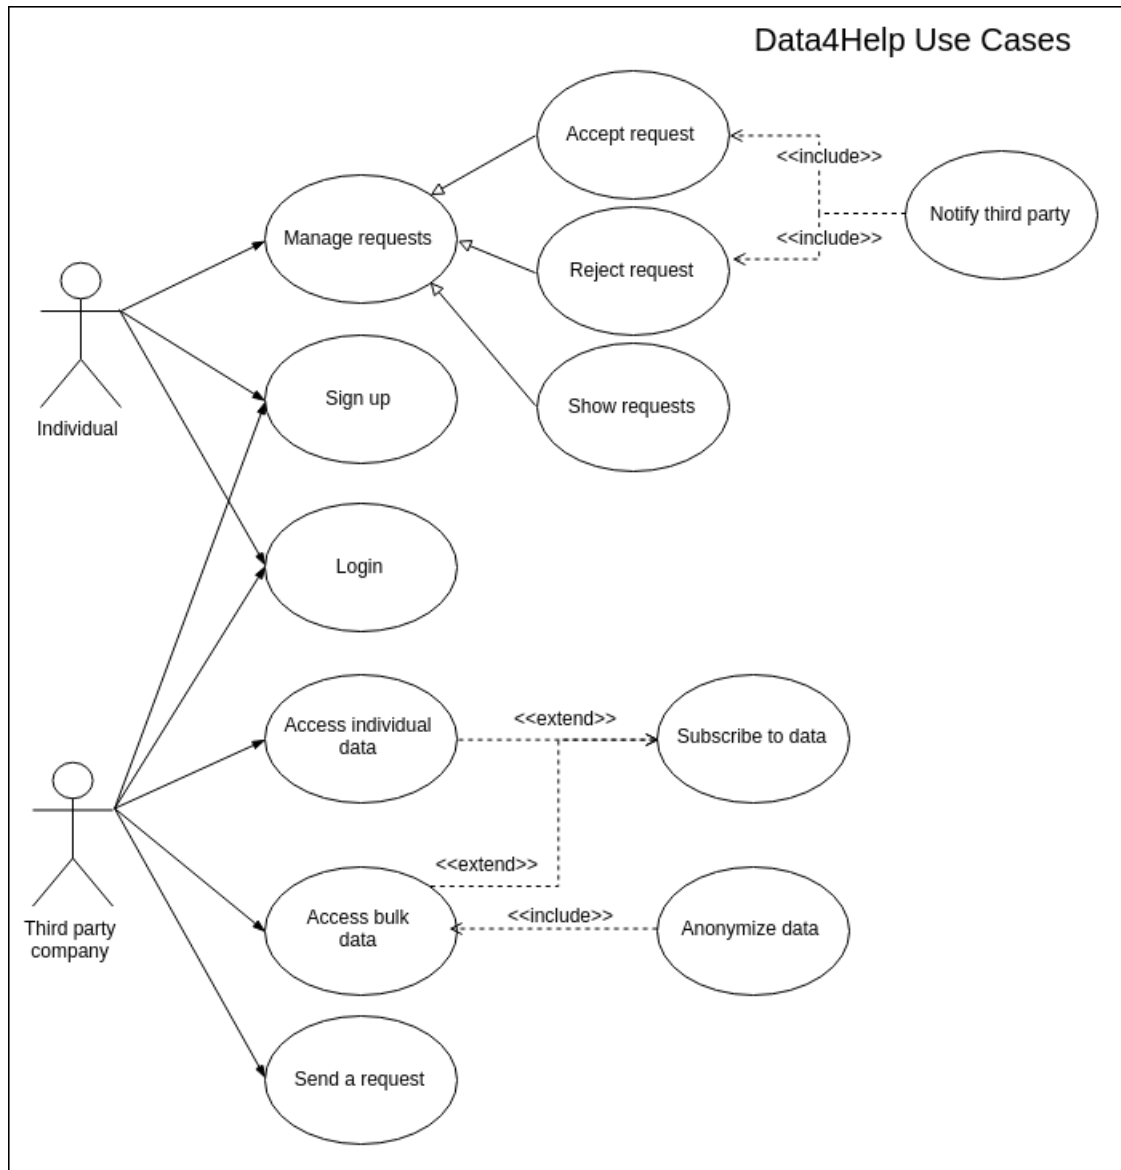 Data4Help Use Cases
Accept request
<<include>>
Notify third party
Manage requests
<<include>>
Reject request
Individual
Sign up
Show requests
Login
Access individual
data
<<extend>>
Subscribe to data
<<extend>>
Third party
company
Access bulk
data
<<include>>
Anonymize data
Send a request